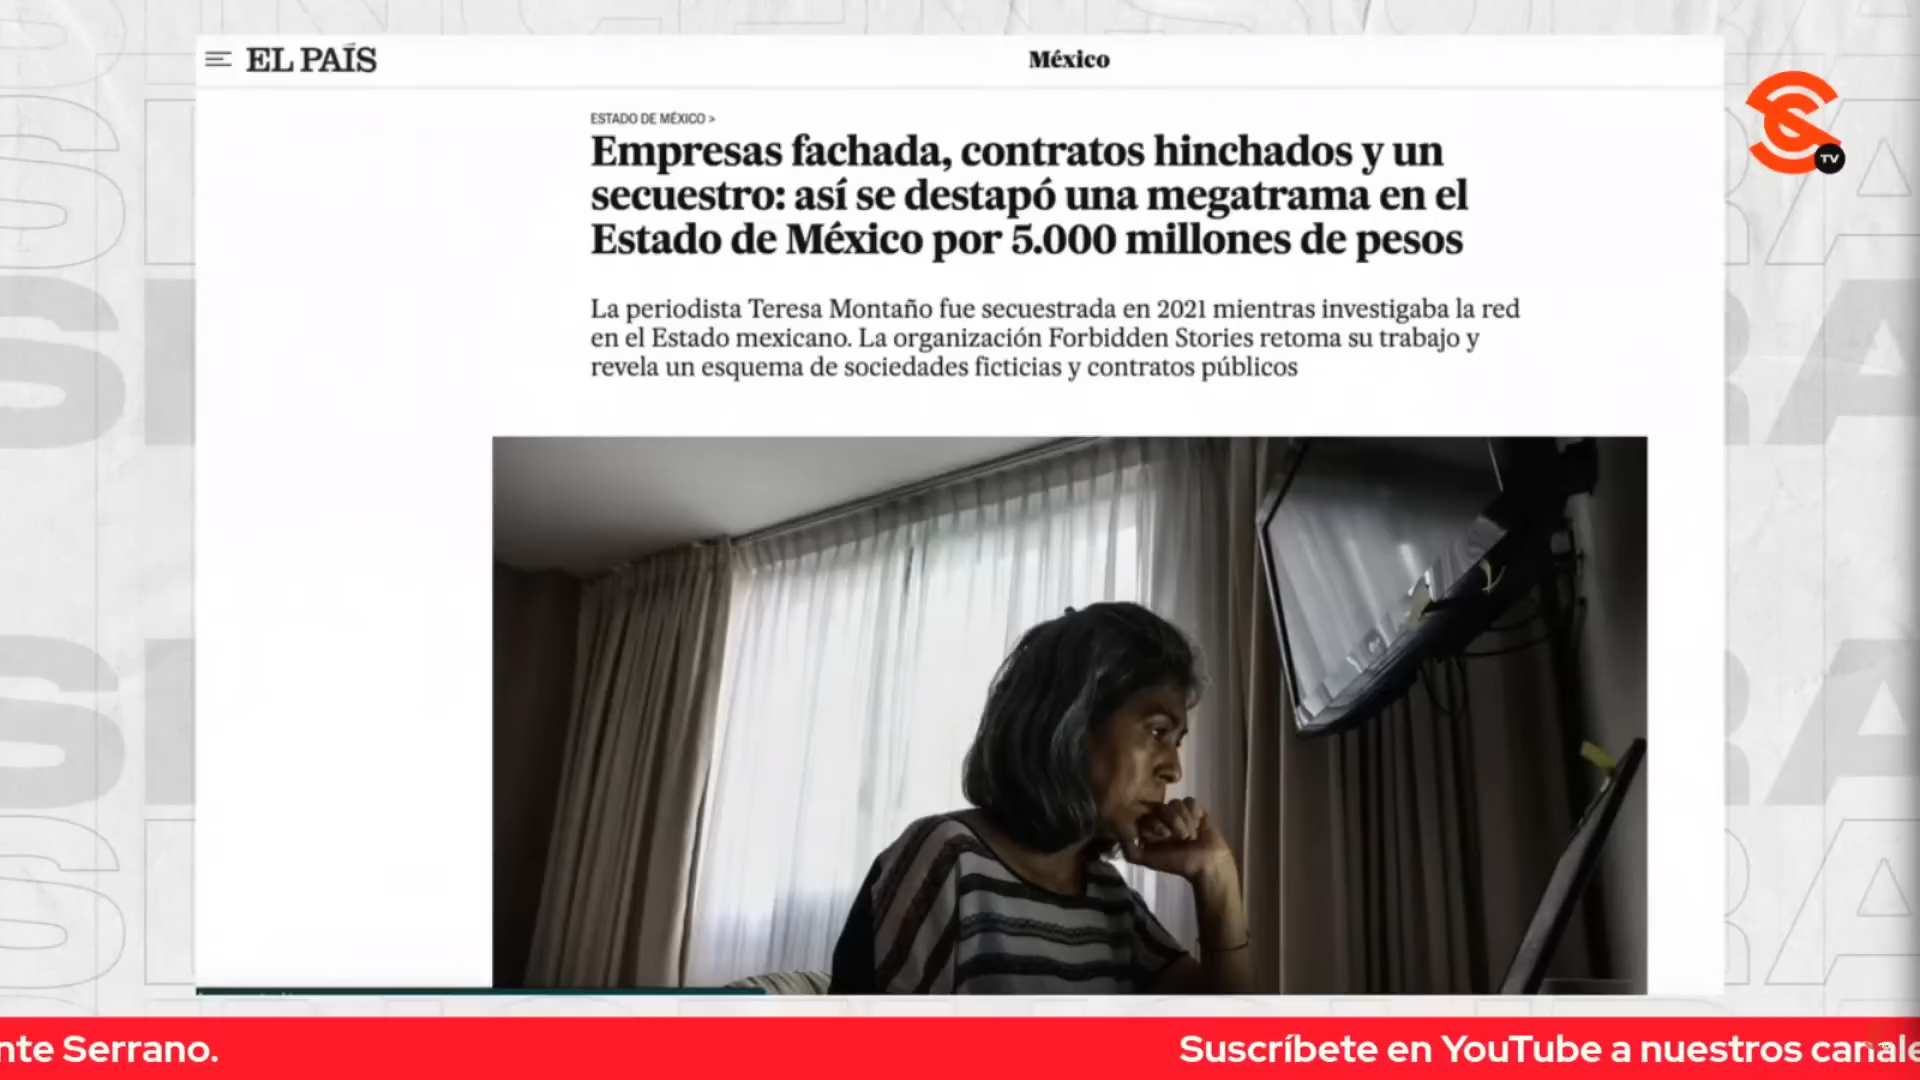 EL PAÍS
México
TV
ESTADO DE MÉXICO >
Empresas fachada, contratos hinchados y un
secuestro: así se destapó una megatrama en el
Estado de México por 5.000 millones de pesos
La periodista Teresa Montaño fue secuestrada en 2021 mientras investigaba la red
en el Estado mexicano. La organización Forbidden Stories retoma su trabajo y
revela un esquema de sociedades ficticias y contratos públicos
nte Serrano.
Suscríbete en YouTube a nuestros canale